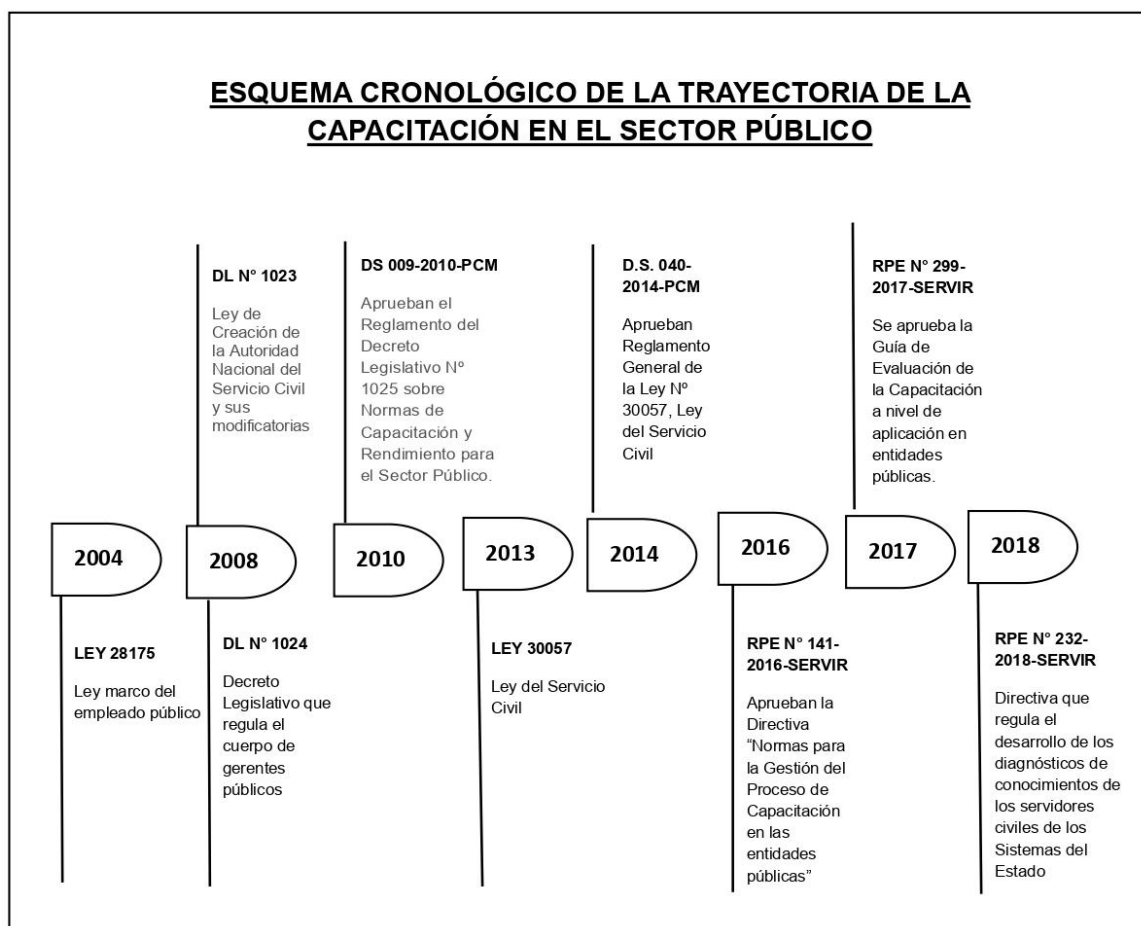 ESQUEMA CRONOLÓGICO DE LA TRAYECTORIA DE LA
CAPACITACIÓN EN EL SECTOR PÚBLICO
DL N° 1023
Ley de
Creación de
la Autoridad
Nacional del
Servicio Civil
y sus
modificatorias
DS 009-2010-PCM
Aprueban el
Reglamento del
Decreto
Legislativo Nº
1025 sobre
Normas de
Capacitación y
Rendimiento para
el Sector Público.
D.S. 040-
2014-PCM
Aprueban
Reglamento
General de
la Ley Nº
30057, Ley
del Servicio
Civil
RPE N° 299-
2017-SERVIR
Se aprueba la
Guía de
Evaluación de
la Capacitación
a nivel de
aplicación en
entidades
públicas.
2004
2008
2010
2013
2014
2016
2017
2018
LEY 28175
Ley marco del
empleado público
DL N° 1024
Decreto
Legislativo que
regula el
cuerpo de
gerentes
públicos
LEY 30057
Ley del Servicio
Civil
RPE N° 141-
2016-SERVIR
Aprueban la
Directiva
“Normas para
la Gestión del
Proceso de
Capacitación
en las
entidades
públicas”
RPE N° 232-
2018-SERVIR
Directiva que
regula el
desarrollo de los
diagnósticos de
conocimientos de
los servidores
civiles de los
Sistemas del
Estado